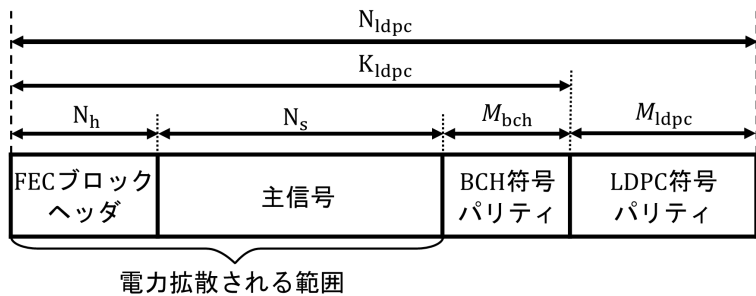 N_ldpc
K_ldpc
N_h
N_s
M_bch
M_ldpc
FECブロック
ヘッダ
主信号
BCH符号
パリティ
LDPC符号
パリティ
電力拡散される範囲